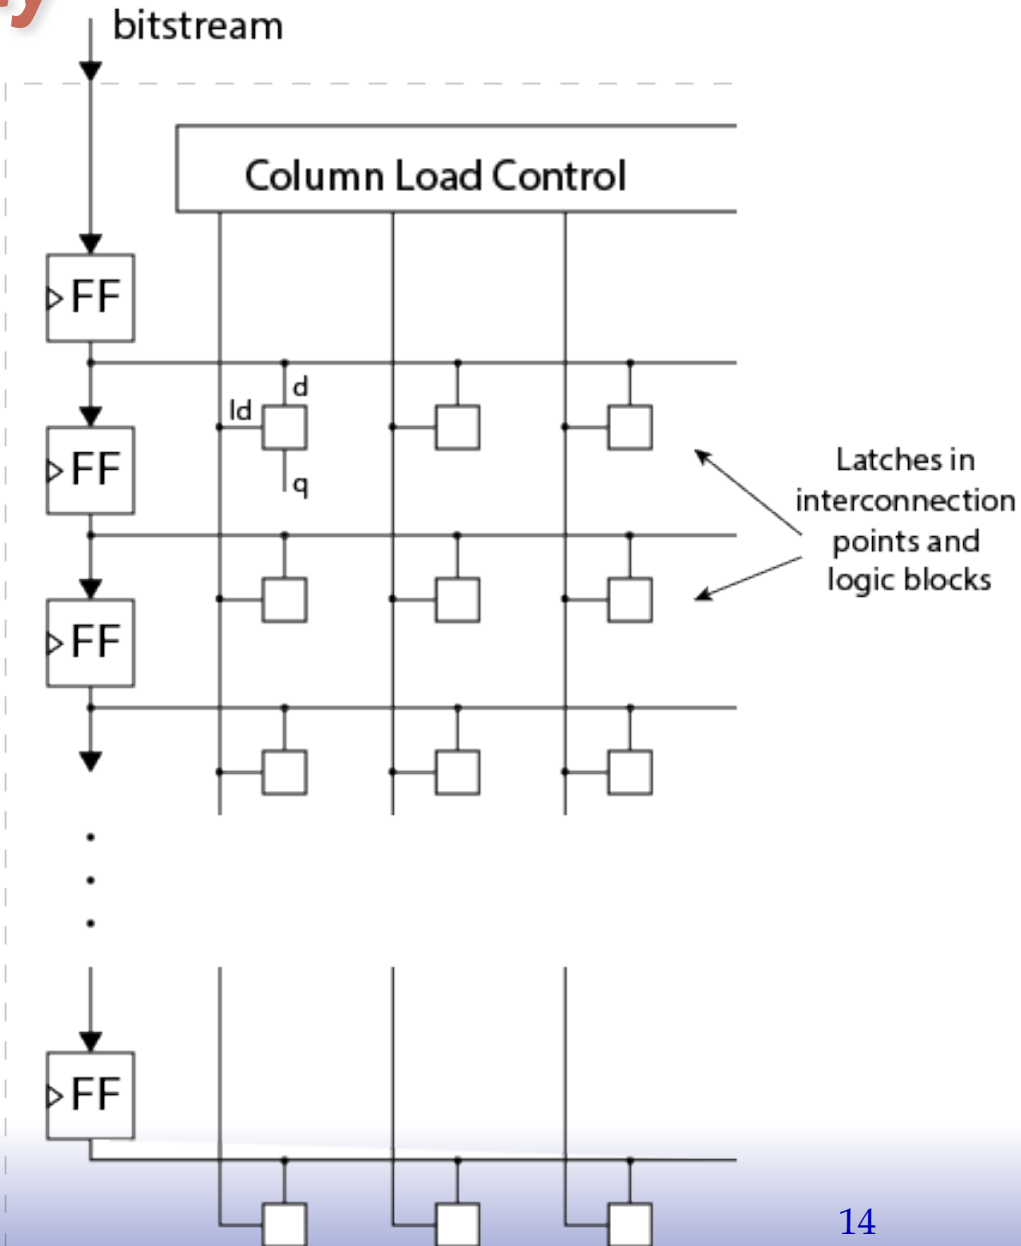 bitstream
Column Load Control
FF
d
ld
FF
q
Latches in
interconnection
points and
logic blocks
FF
FF
14